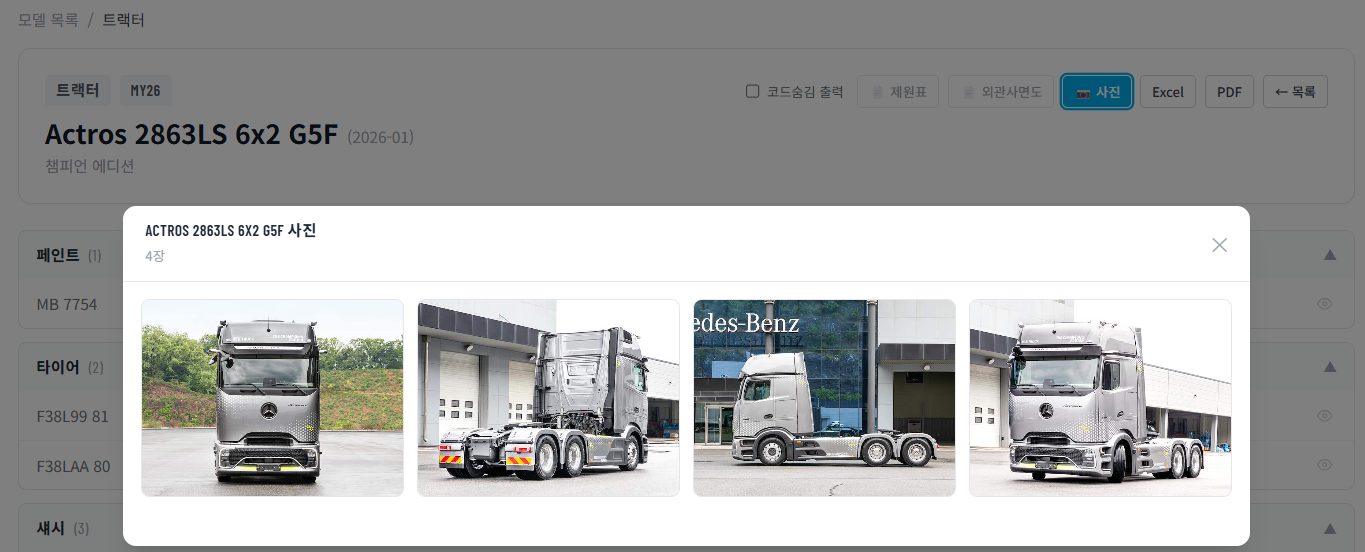 모델 목록 / 트랙터
트랙터 MY26
코드숨김 출력 제원표 외관사면도 사진 Excel PDF ← 목록
Actros 2863LS 6x2 G5F (2026-01)
챔피언 에디션
ACTROS 2863LS 6X2 G5F 사진
4장
페인트 (1)
MB 7754
타이어 (2)
F38L99 81
F38LAA 80
섀시 (3)
edes-Benz